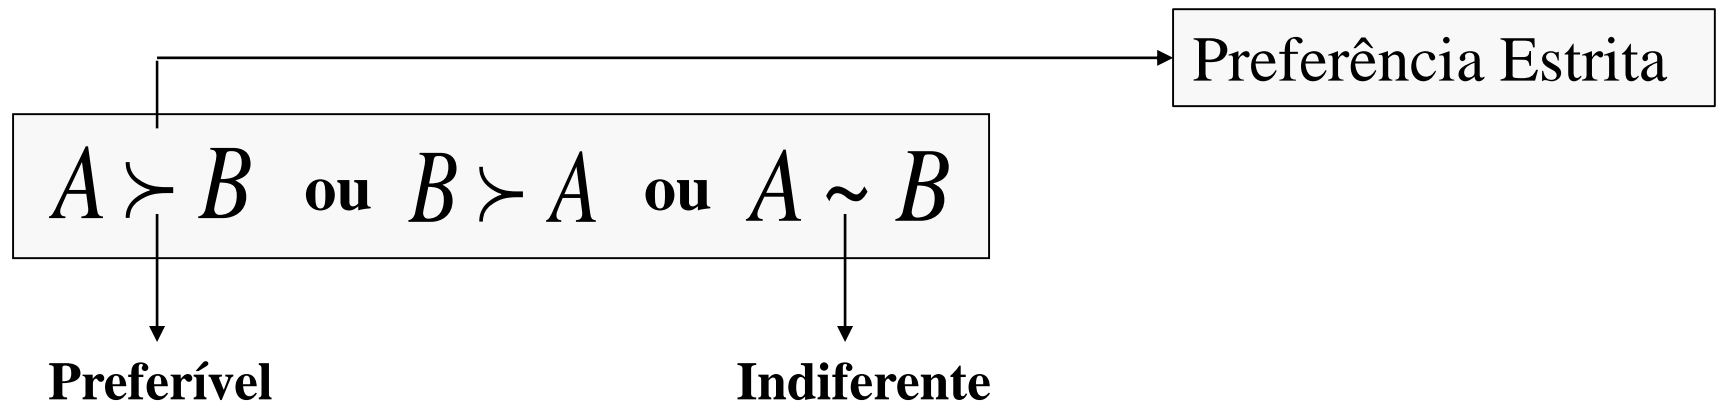 Preferência Estrita
A ≻ B ou B ≻ A ou A ~ B
Preferível Indiferente